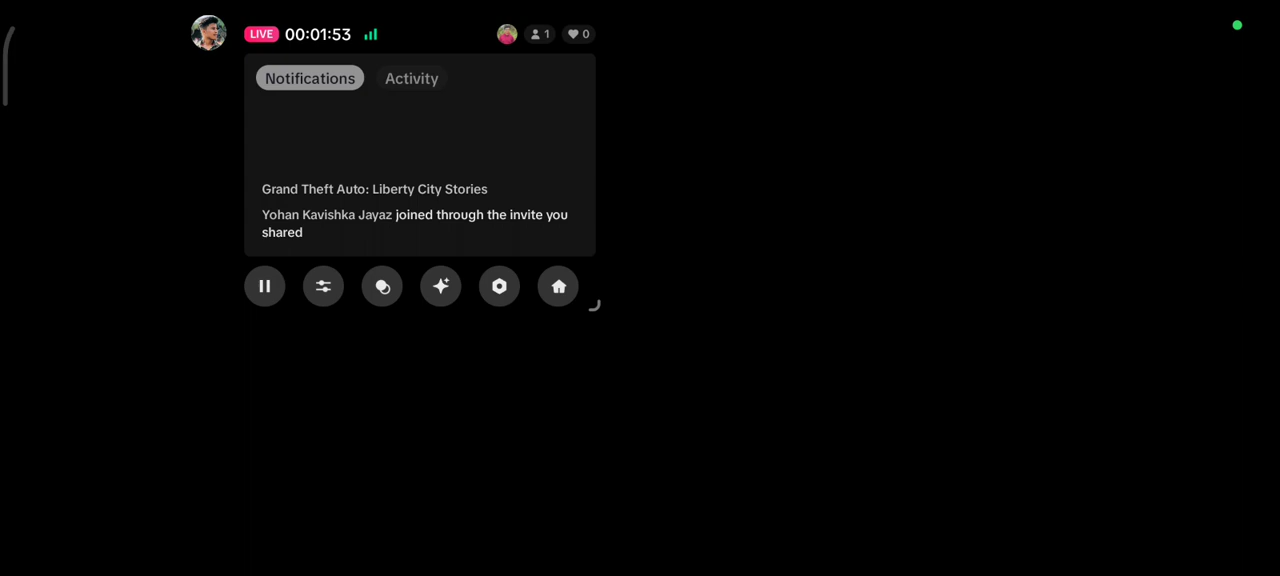 LIVE 00:01:53 1 0
Notifications Activity
Grand Theft Auto: Liberty City Stories
Yohan Kavishka Jayaz joined through the invite you
shared